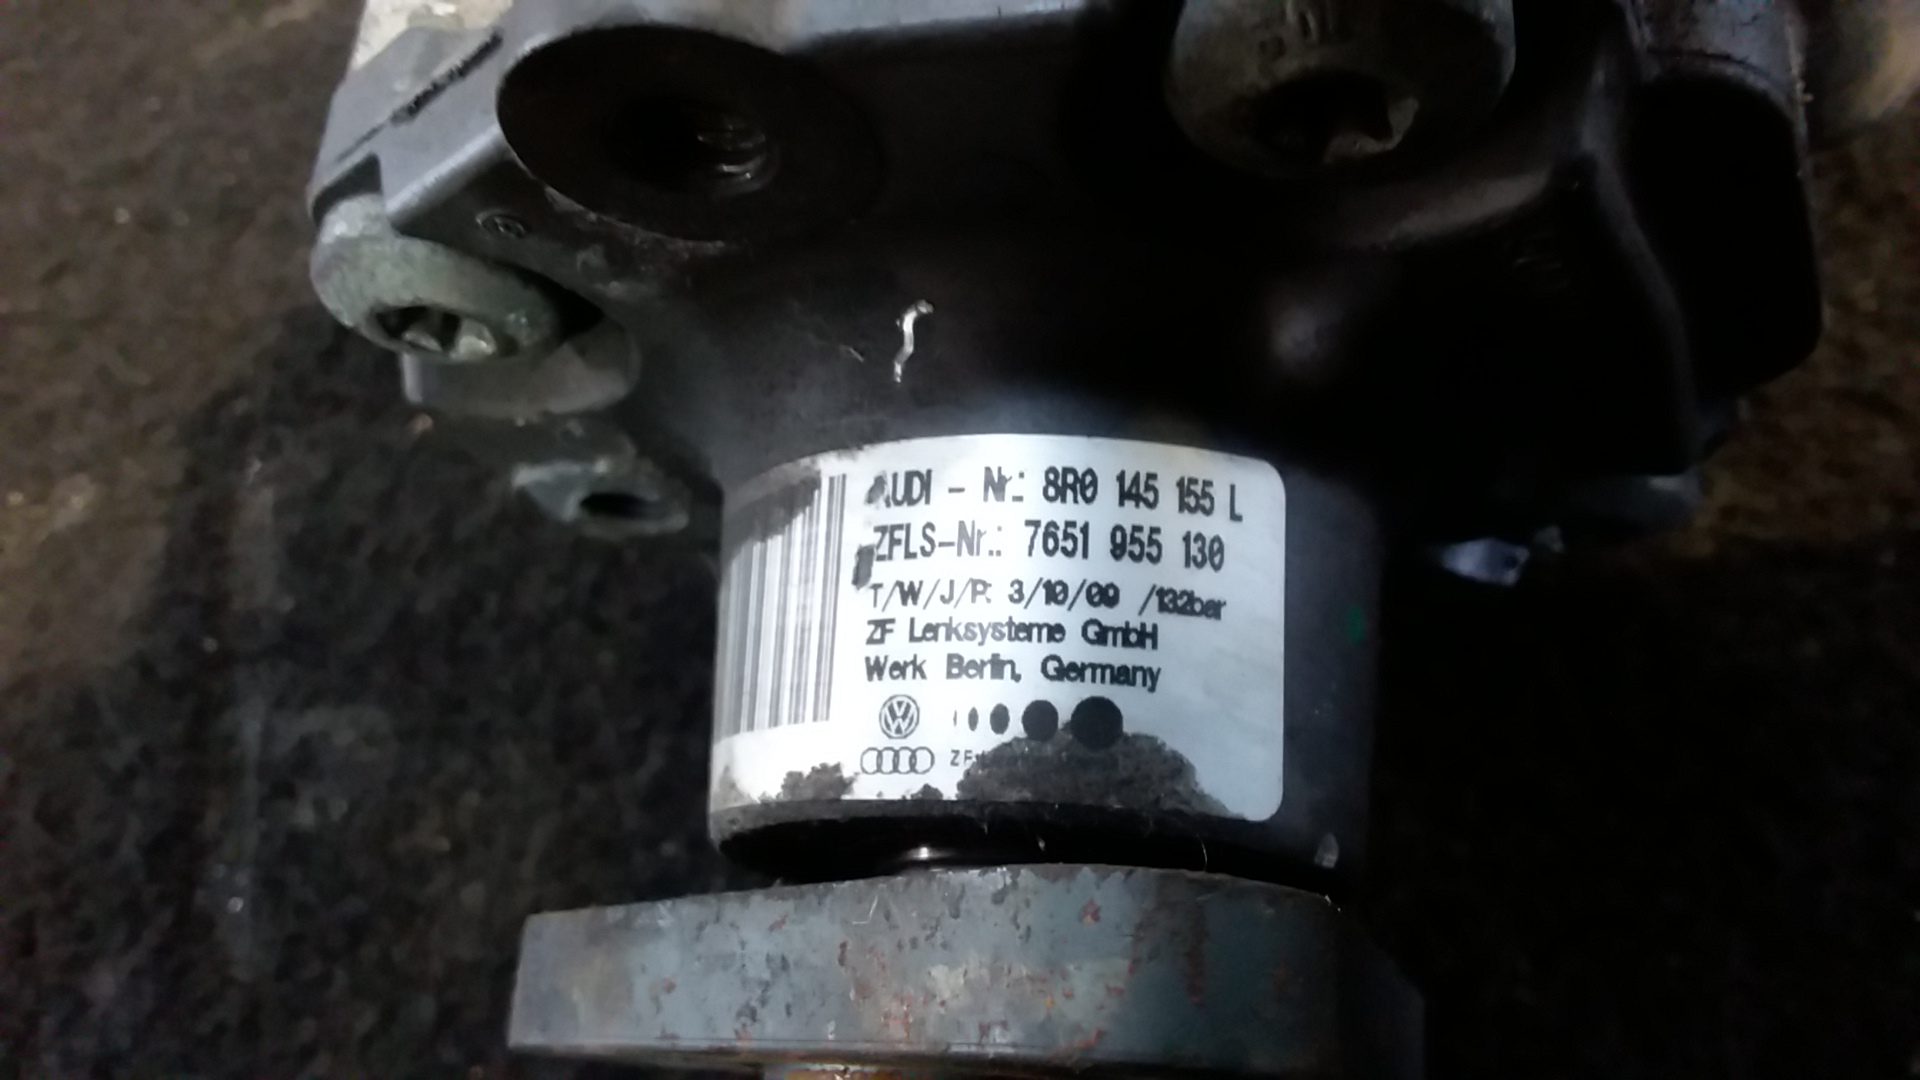 AUDI - Nr.: 8R0 145 155 L
ZFLS-Nr.: 7651 955 130
T/W/J/P: 3/10/09 /132bar
ZF Lenksysteme GmbH
Werk Berlin, Germany
ZF